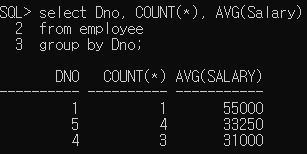 SQL> select Dno, COUNT(*), AVG(Salary)
2 from employee
3 group by Dno;
DNO COUNT(*) AVG(SALARY)
---------- ---------- -----------
1 1 55000
5 4 33250
4 3 31000